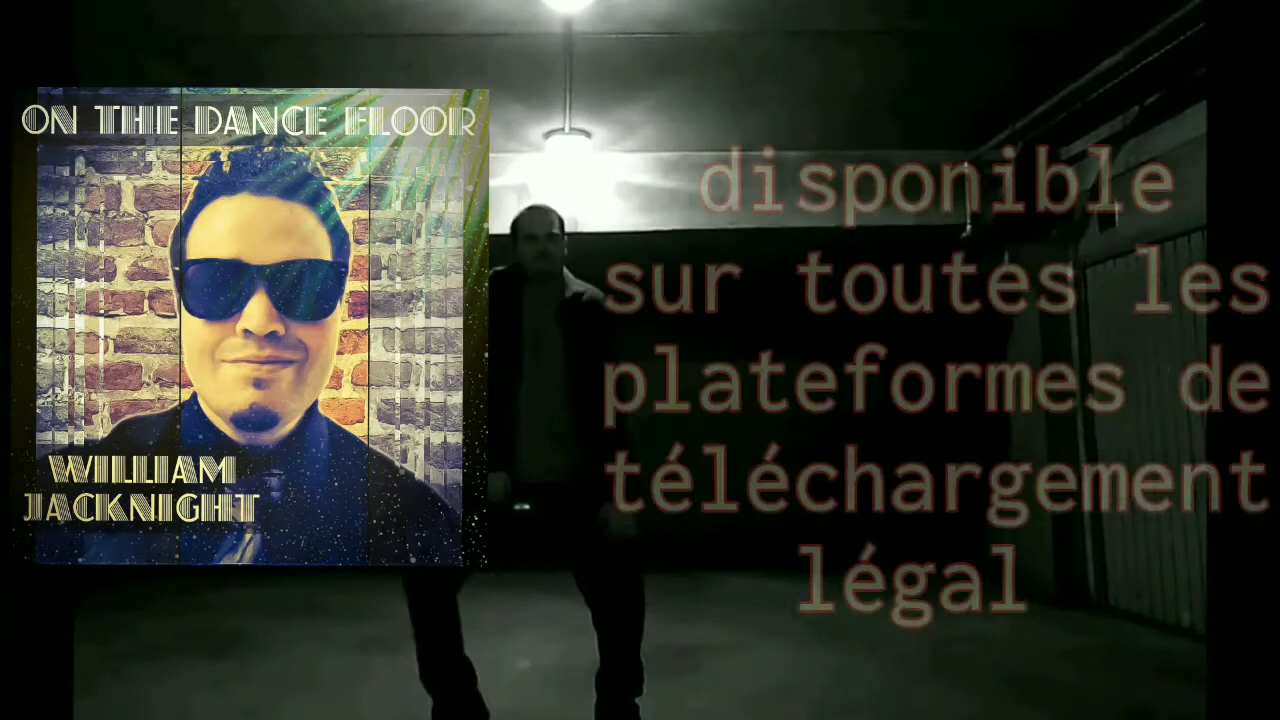 ON THE DANCE FLOOR
WILLIAM
JACKNIGHT
disponible
sur toutes les
plateformes de
téléchargement
légal